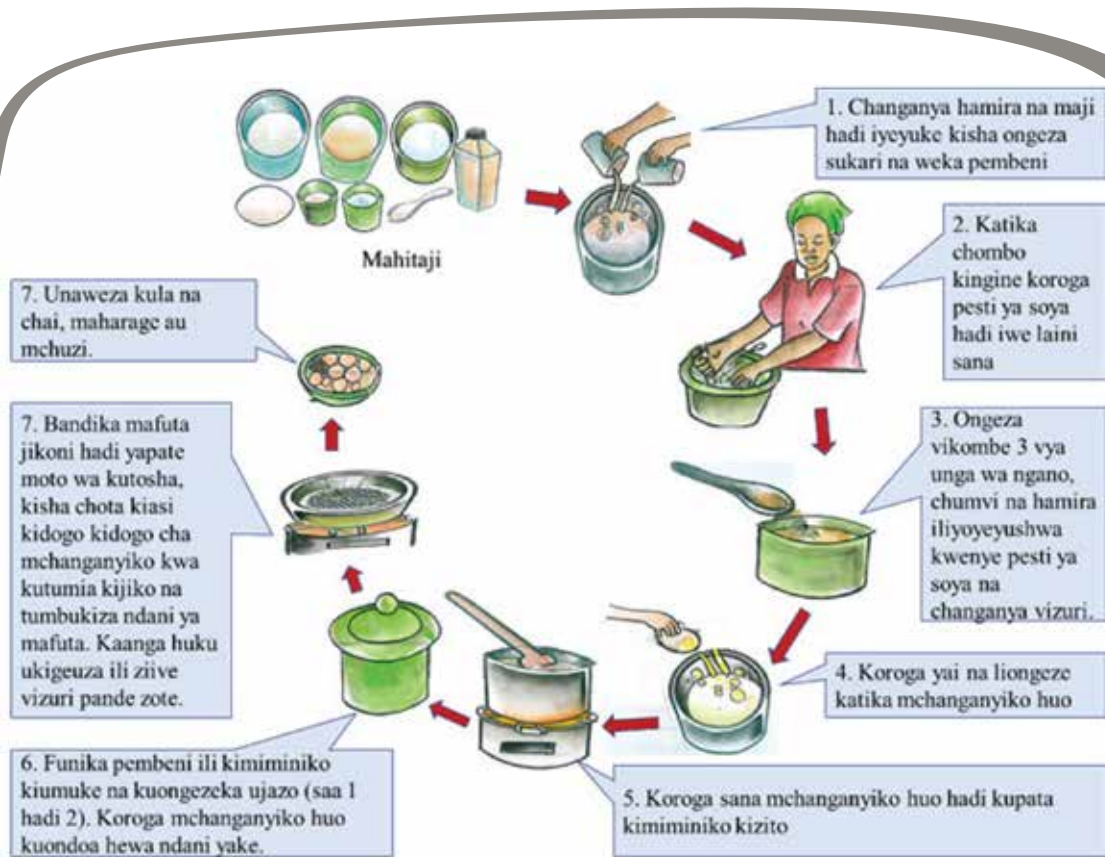 Mahitaji
1. Changanya hamira na maji
hadi iyeyuke kisha ongeza
sukari na weka pembeni
2. Katika
chombo
kingine koroga
pesti ya soya
hadi iwe laini
sana
3. Ongeza
vikombe 3 vya
unga wa ngano,
chumvi na hamira
iliyoyeyushwa
kwenye pesti ya
soya na
changanya vizuri.
4. Koroga yai na liongeze
katika mchanganyiko huo
5. Koroga sana mchanganyiko huo hadi kupata
kimiminiko kizito
6. Funika pembeni ili kimiminiko
kiumuke na kuongezeka ujazo (saa 1
hadi 2). Koroga mchanganyiko huo
kuondoa hewa ndani yake.
7. Bandika mafuta
jikoni hadi yapate
moto wa kutosha,
kisha chota kiasi
kidogo kidogo cha
mchanganyiko kwa
kutumia kijiko na
tumbukiza ndani ya
mafuta. Kaanga huku
ukigeuza ili ziive
vizuri pande zote.
7. Unaweza kula na
chai, maharage au
mchuzi.